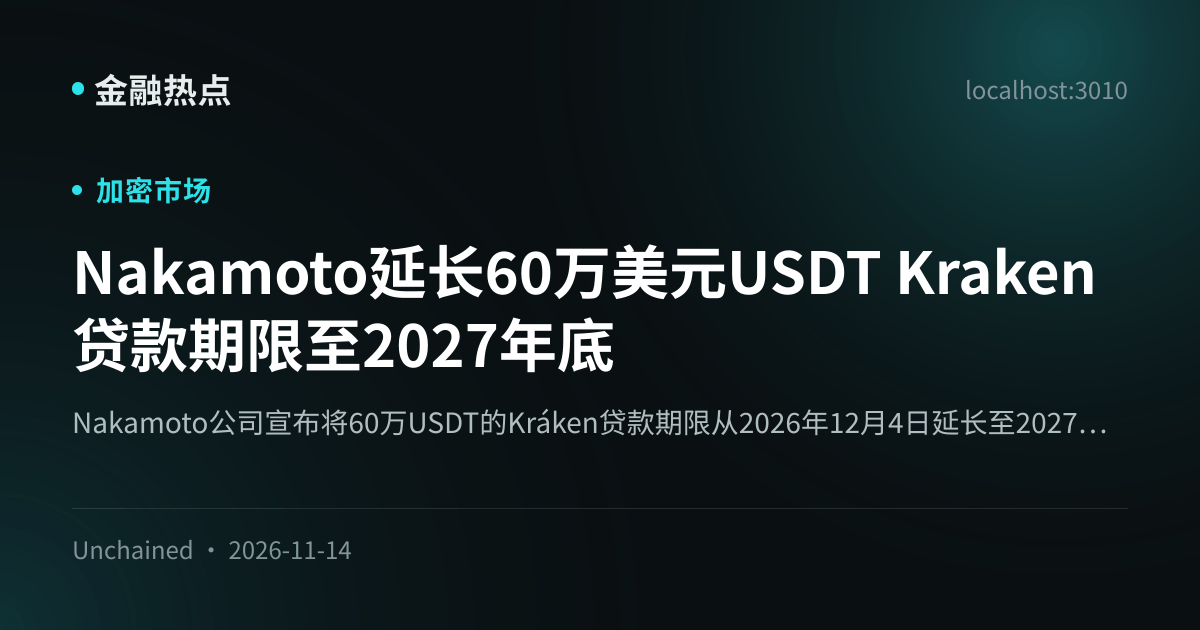 金融热点
localhost:3010
加密市场
Nakamoto延长60万美元USDT Kraken
贷款期限至2027年底
Nakamoto公司宣布将60万USDT的Kráken贷款期限从2026年12月4日延长至2027…
Unchained • 2026-11-14